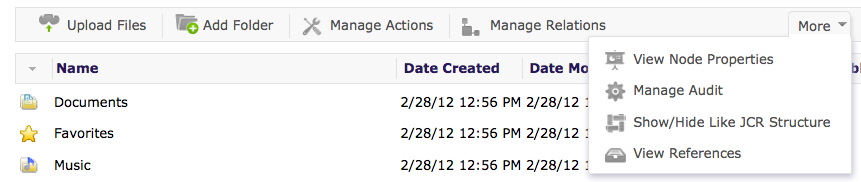 Upload Files Add Folder Manage Actions Manage Relations More
View Node Properties
Manage Audit
Show/Hide Like JCR Structure
View References
Name Date Created Date Mo
Documents 2/28/12 12:56 PM 2/28/12
Favorites 2/28/12 12:56 PM 2/28/12
Music 2/28/12 12:56 PM 2/28/12